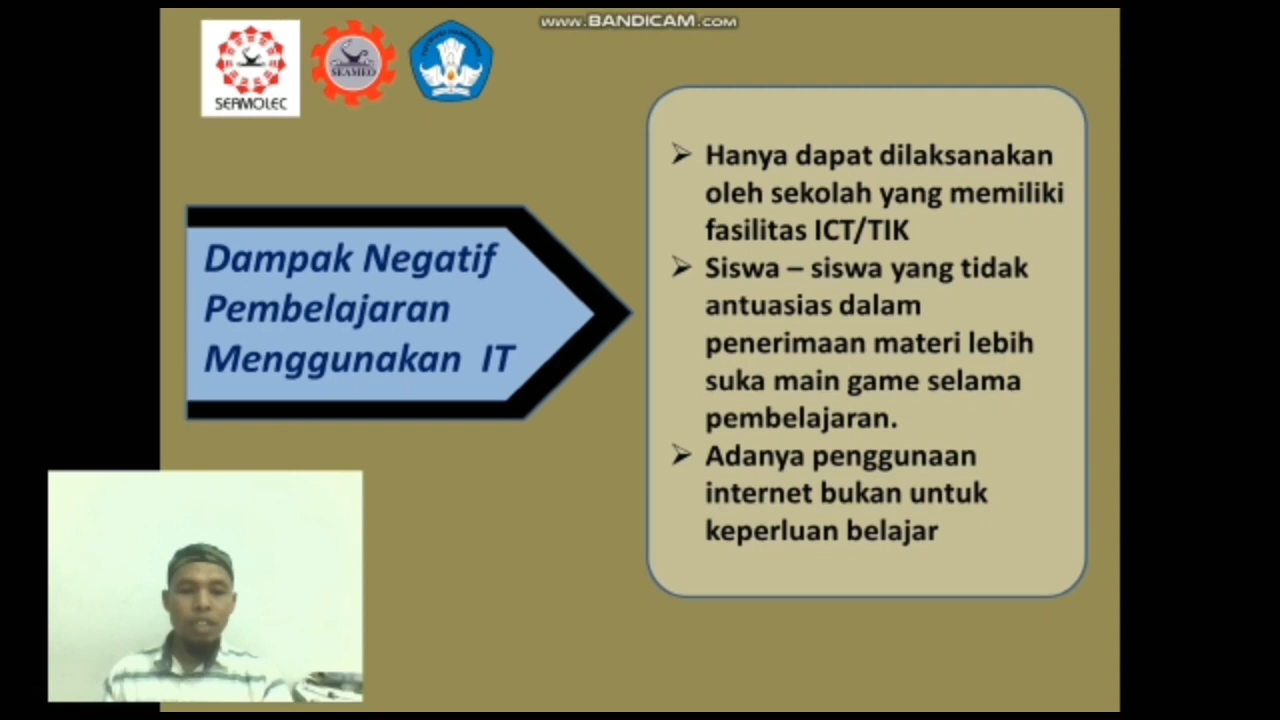 WWW.BANDICAM.COM
SEAMOLEC
SEAMEO
Dampak Negatif
Pembelajaran
Menggunakan IT
➢ Hanya dapat dilaksanakan
oleh sekolah yang memiliki
fasilitas ICT/TIK
➢ Siswa – siswa yang tidak
antuasias dalam
penerimaan materi lebih
suka main game selama
pembelajaran.
➢ Adanya penggunaan
internet bukan untuk
keperluan belajar